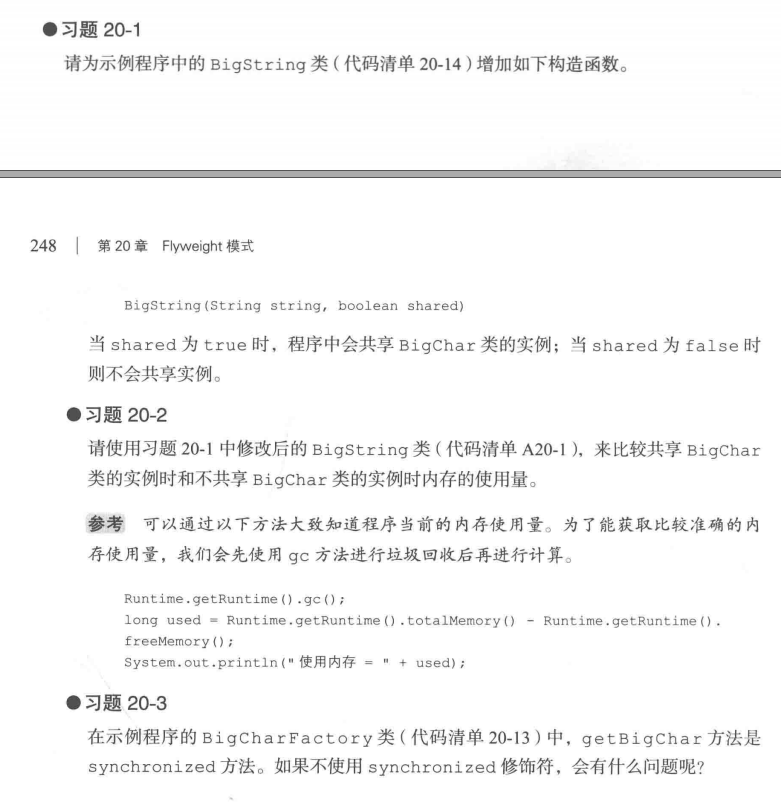 ●习题 20-1
请为示例程序中的 BigString 类（代码清单 20-14）增加如下构造函数。
248 | 第 20 章 Flyweight 模式
BigString(String string, boolean shared)
当 shared 为 true 时，程序中会共享 BigChar 类的实例；当 shared 为 false 时
则不会共享实例。
●习题 20-2
请使用习题 20-1 中修改后的 BigString 类（代码清单 A20-1），来比较共享 BigChar
类的实例时和不共享 BigChar 类的实例时内存的使用量。
参考 可以通过以下方法大致知道程序当前的内存使用量。为了能获取比较准确的内
存使用量，我们会先使用 gc 方法进行垃圾回收后再进行计算。
Runtime.getRuntime().gc();
long used = Runtime.getRuntime().totalMemory() - Runtime.getRuntime().
freeMemory();
System.out.println("使用内存 = " + used);
●习题 20-3
在示例程序的 BigCharFactory 类（代码清单 20-13）中，getBigChar 方法是
synchronized 方法。如果不使用 synchronized 修饰符，会有什么问题呢？